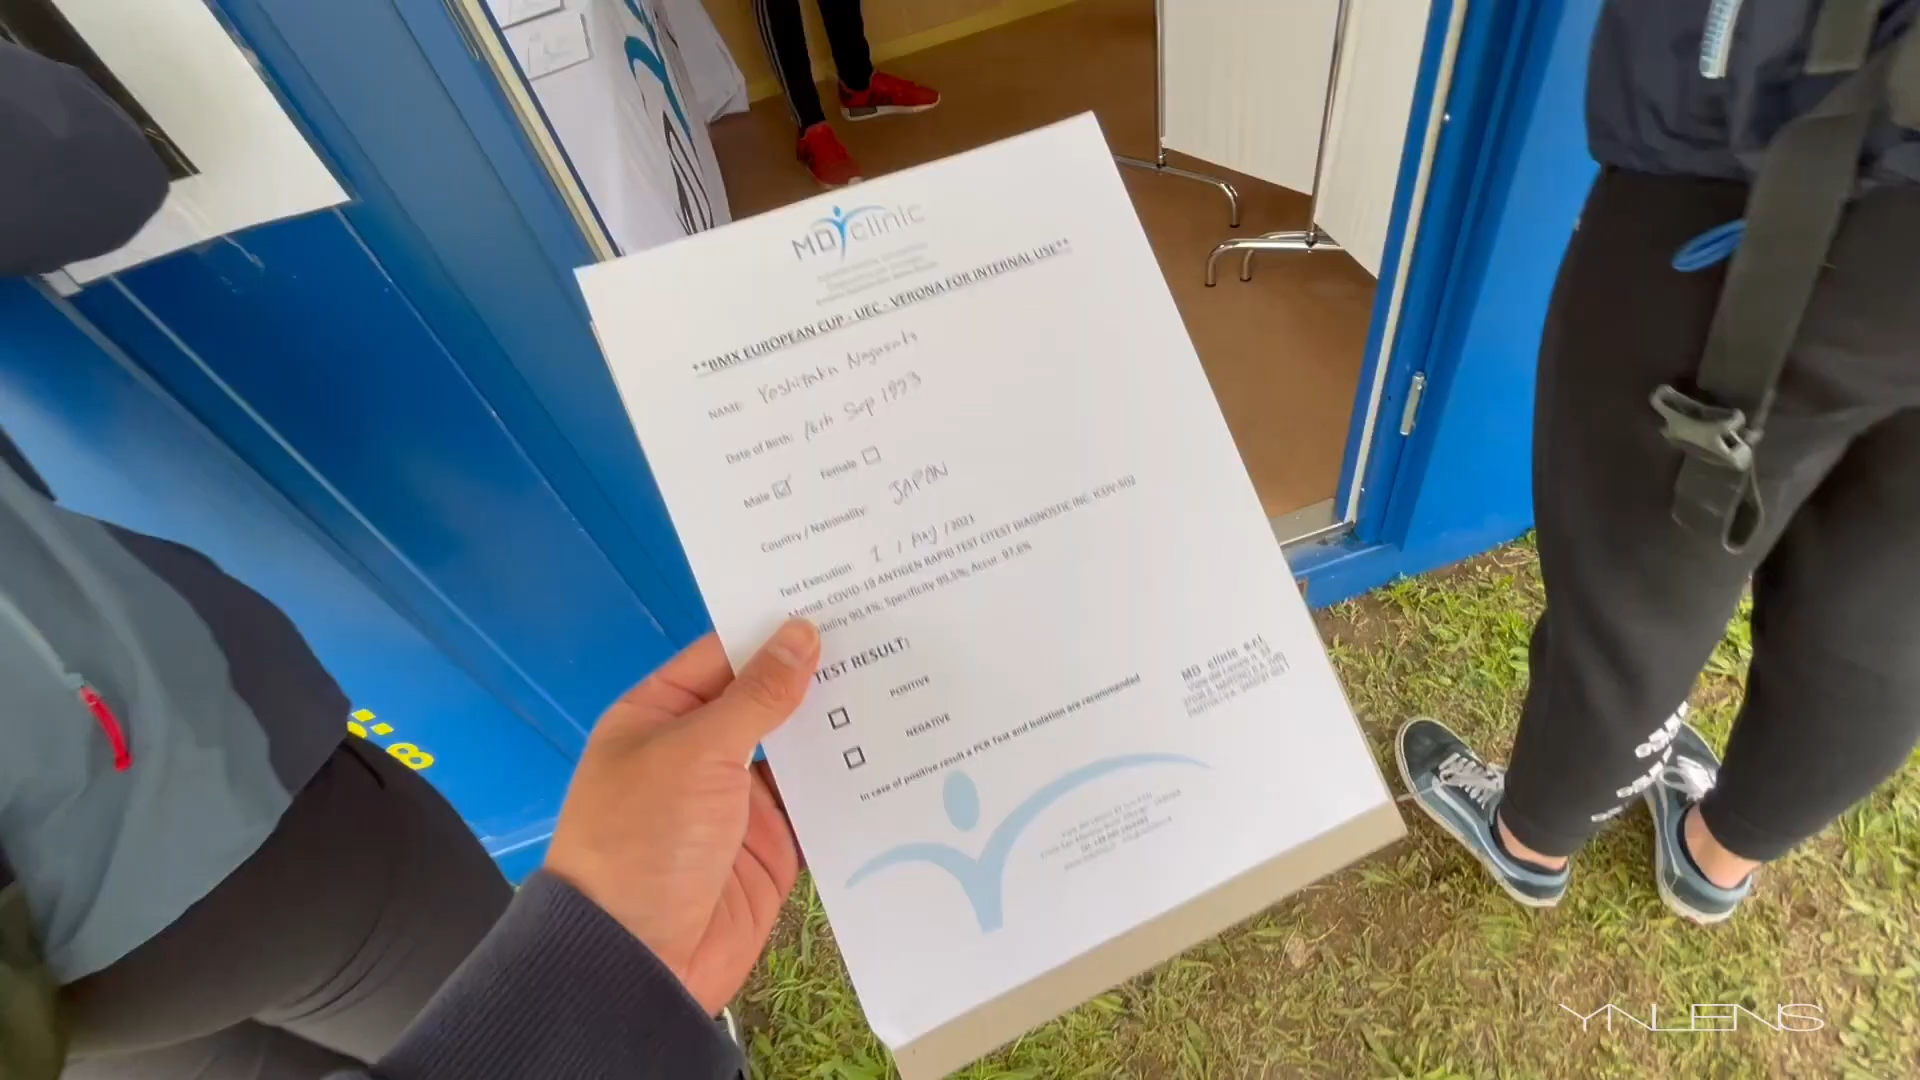 MD clinic
**BMX EUROPEAN CUP - UEC - VERONA FOR INTERNAL USE**
NAME: Yoshitaku Nagasato
Date of Birth: 16th Sep 1993
Male ☑ Female ☐
Country / Nationality: JAPAN
Test Execution: 1 / May / 2021
Metod: COVID-19 ANTIGEN RAPID TEST CITEST DIAGNOSTIC INC. ICOV-502
ibility 90.4%; Specificity 99.5%; Accur. 97.6%
TEST RESULT:
☐ POSITIVE
☐ NEGATIVE
In case of positive result a PCR Test and isolation are recommended
MD clinic s.r.l.
YNLENS